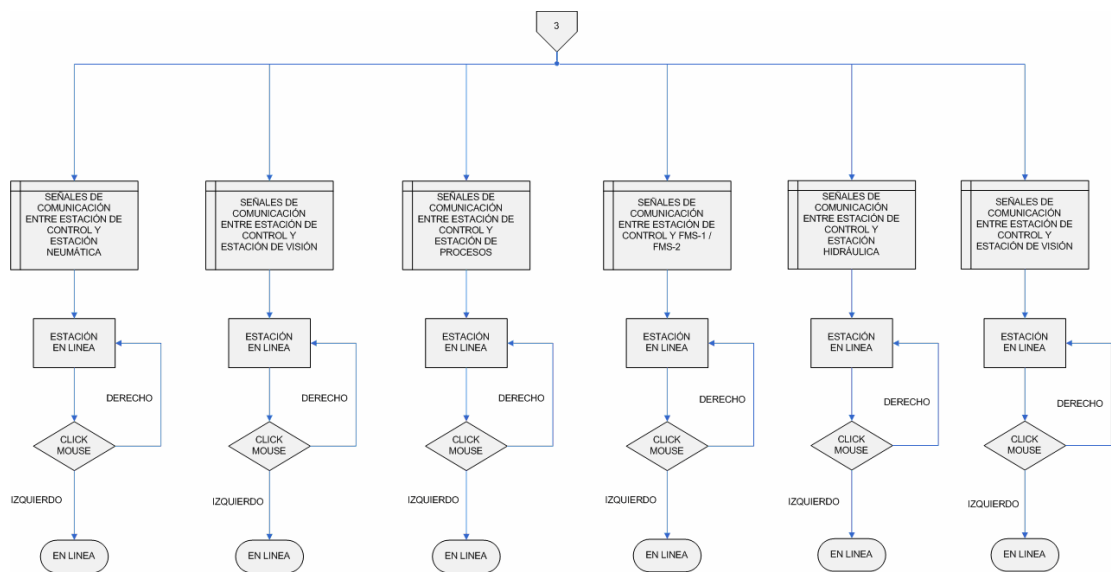 3
SEÑALES DE
COMUNICACIÓN
ENTRE ESTACIÓN DE
CONTROL Y
ESTACIÓN
NEUMÁTICA
SEÑALES DE
COMUNICACIÓN
ENTRE ESTACIÓN DE
CONTROL Y
ESTACIÓN DE VISIÓN
SEÑALES DE
COMUNICACIÓN
ENTRE ESTACIÓN DE
CONTROL Y
ESTACIÓN DE
PROCESOS
SEÑALES DE
COMUNICACIÓN
ENTRE ESTACIÓN DE
CONTROL Y FMS-1 /
FMS-2
SEÑALES DE
COMUNICACIÓN
ENTRE ESTACIÓN DE
CONTROL Y
ESTACIÓN
HIDRÁULICA
SEÑALES DE
COMUNICACIÓN
ENTRE ESTACIÓN DE
CONTROL Y
ESTACIÓN DE VISIÓN
ESTACIÓN
EN LINEA
ESTACIÓN
EN LINEA
ESTACIÓN
EN LINEA
ESTACIÓN
EN LINEA
ESTACIÓN
EN LINEA
ESTACIÓN
EN LINEA
DERECHO
DERECHO
DERECHO
DERECHO
DERECHO
DERECHO
CLICK
MOUSE
CLICK
MOUSE
CLICK
MOUSE
CLICK
MOUSE
CLICK
MOUSE
CLICK
MOUSE
IZQUIERDO
IZQUIERDO
IZQUIERDO
IZQUIERDO
IZQUIERDO
IZQUIERDO
EN LINEA
EN LINEA
EN LINEA
EN LINEA
EN LINEA
EN LINEA